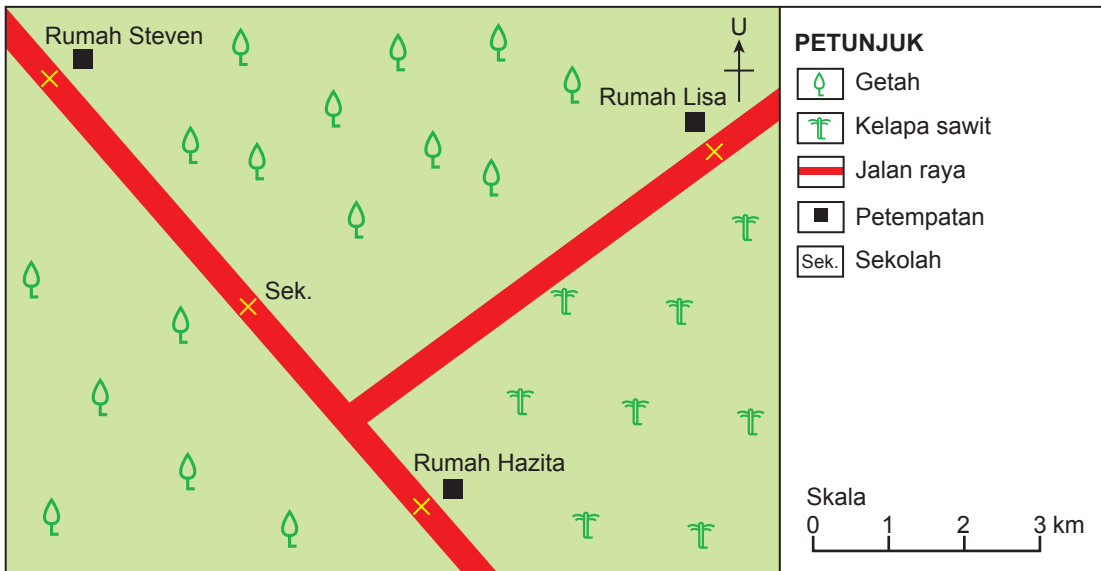 Rumah Steven
U
Rumah Lisa
Sek.
Rumah Hazita
PETUNJUK
Getah
Kelapa sawit
Jalan raya
Petempatan
Sek. Sekolah
Skala
0 1 2 3 km